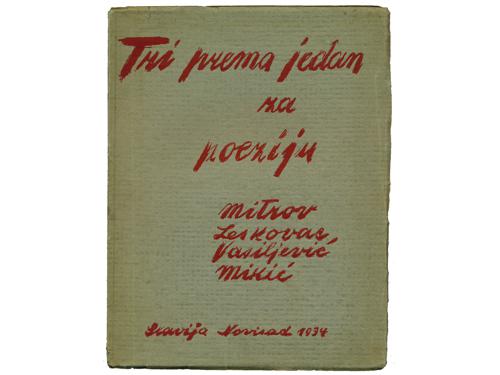 Tri prema jedan
za
poeziju
Mitrov
Leskovac,
Vasiljević,
Mikić
Slavija Novisad 1934